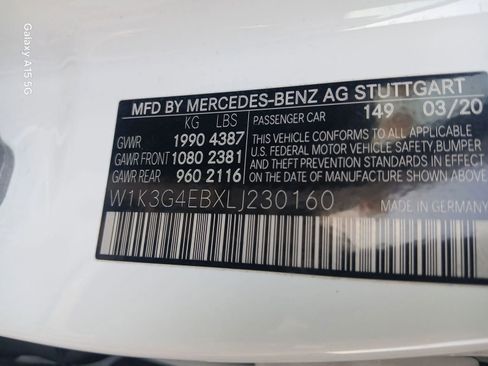 Galaxy A15 5G
MFD BY MERCEDES-BENZ AG STUTTGART
KG LBS
PASSENGER CAR 149 03/20
GVWR 1990 4387
THIS VEHICLE CONFORMS TO ALL APPLICABLE
GAWR FRONT 1080 2381
U.S. FEDERAL MOTOR VEHICLE SAFETY, BUMPER
AND THEFT PREVENTION STANDARDS IN EFFECT
GAWR REAR 960 2116
ON THE DATE OF MANUFACTURE SHOWN ABOVE
W1K3G4EBXLJ230160
MADE IN GERMANY